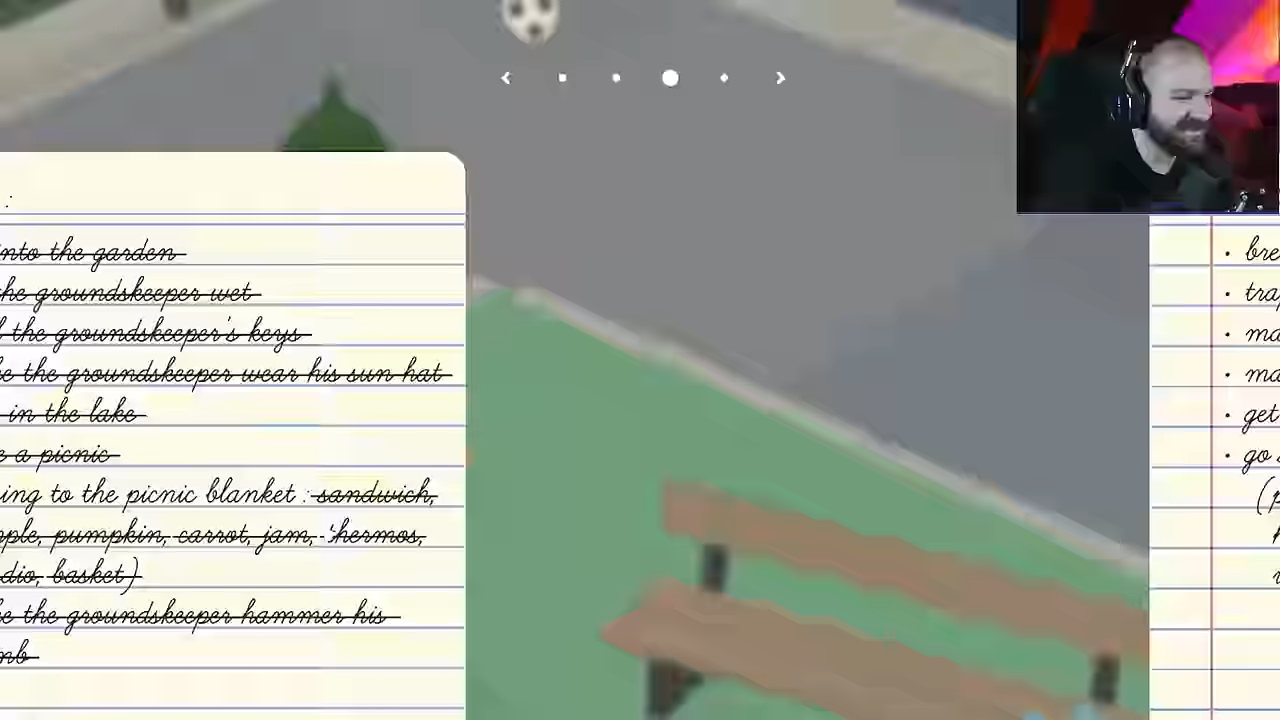 :
into the garden
the groundskeeper wet
the groundskeeper's keys
the groundskeeper wear his sun hat
in the lake
a picnic
ing to the picnic blanket : sandwich,
ple, pumpkin, carrot, jam, thermos,
dio, basket)
the groundskeeper hammer his
mb
• bre
• tra
• ma
• ma
• get
• go
(p